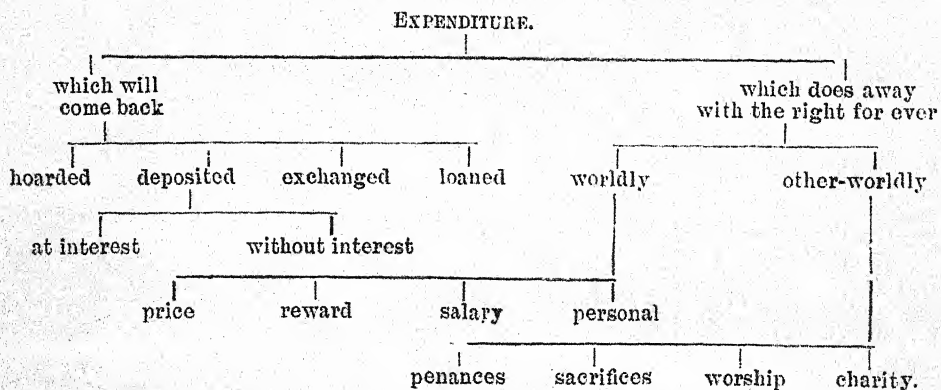 EXPENDITURE.
which will
come back
which does away
with the right for ever
hoarded deposited exchanged loaned worldly other-worldly
at interest without interest
price reward salary personal
penances sacrifices worship charity.